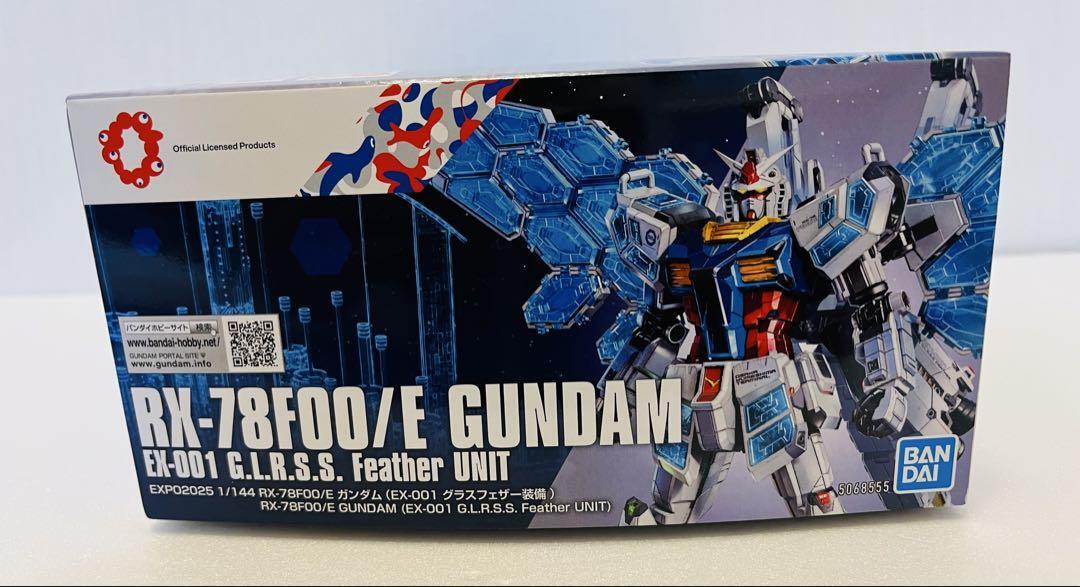 Official Licensed Products
バンダイホビーサイト 検索
www.bandai-hobby.net/
GUNDAM PORTAL SITE
www.gundam.info
RX-78F00/E GUNDAM
EX-001 G.L.R.S.S. Feather UNIT
EXPO2025 1/144 RX-78F00/E ガンダム (EX-001 グラスフェザー装備)
RX-78F00/E GUNDAM (EX-001 G.L.R.S.S. Feather UNIT)
5068555
BAN
DAI